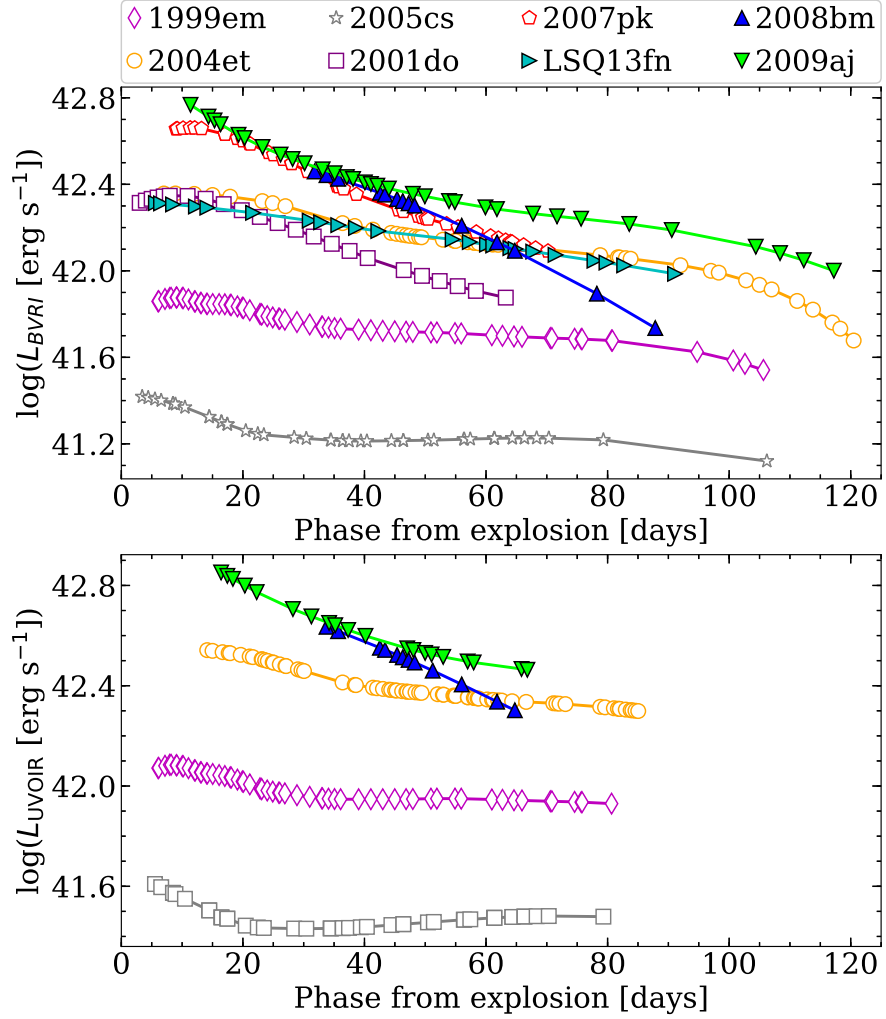 1999em 2005cs 2007pk 2008bm
2004et 2001do LSQ13fn 2009aj
42.8
42.4
42.0
41.6
41.2
log(L_BVRI [erg s⁻¹])
0 20 40 60 80 100 120
Phase from explosion [days]
42.8
42.4
42.0
41.6
log(L_UVOIR [erg s⁻¹])
0 20 40 60 80 100 120
Phase from explosion [days]